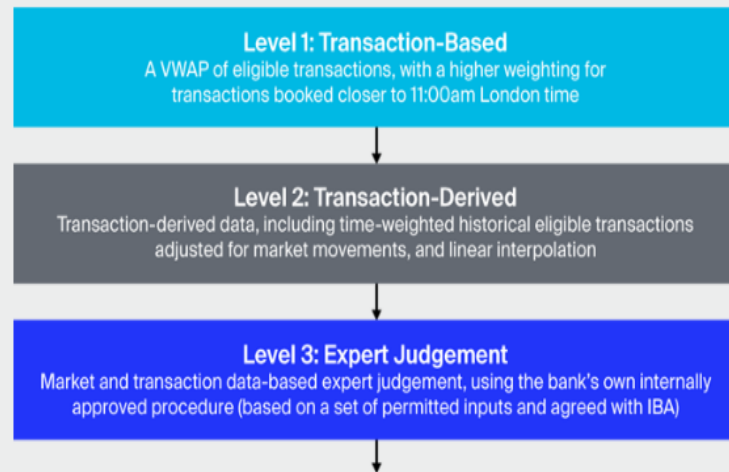 Level 1: Transaction-Based
A VWAP of eligible transactions, with a higher weighting for
transactions booked closer to 11:00am London time
Level 2: Transaction-Derived
Transaction-derived data, including time-weighted historical eligible transactions
adjusted for market movements, and linear interpolation
Level 3: Expert Judgement
Market and transaction data-based expert judgement, using the bank's own internally
approved procedure (based on a set of permitted inputs and agreed with IBA)